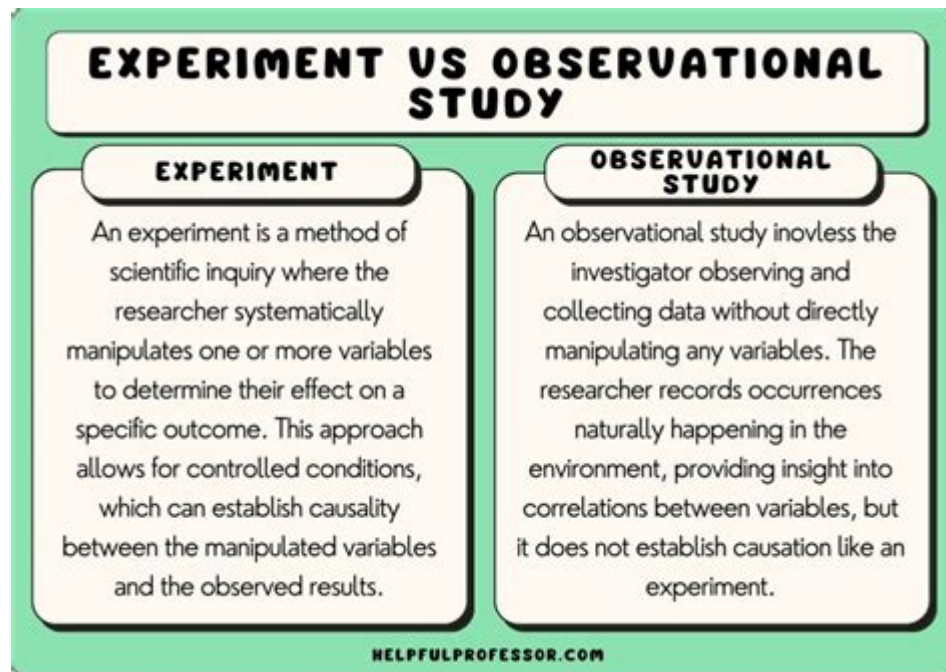 EXPERIMENT VS OBSERVATIONAL
STUDY
EXPERIMENT
An experiment is a method of
scientific inquiry where the
researcher systematically
manipulates one or more variables
to determine their effect on a
specific outcome. This approach
allows for controlled conditions,
which can establish causality
between the manipulated variables
and the observed results.
OBSERVATIONAL
STUDY
An observational study inovless the
investigator observing and
collecting data without directly
manipulating any variables. The
researcher records occurrences
naturally happening in the
environment, providing insight into
correlations between variables, but
it does not establish causation like an
experiment.
HELPFULPROFESSOR.COM